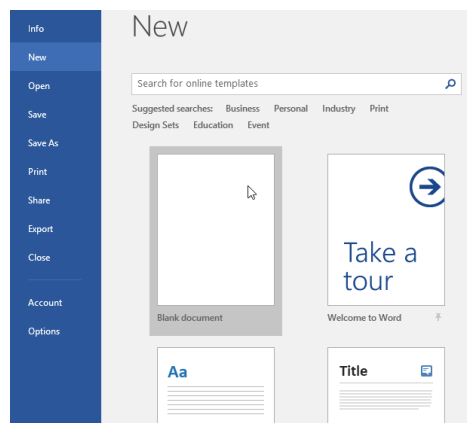 Info
New
Open
Save
Save As
Print
Share
Export
Close
Account
Options
New
Search for online templates
Suggested searches: Business Personal Industry Print
Design Sets Education Event
Take a
tour
Blank document
Welcome to Word
Aa
Title